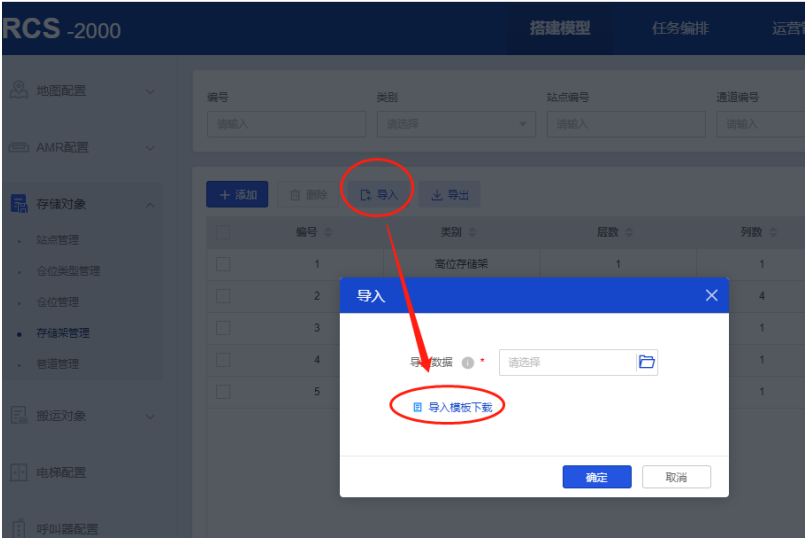 RCS -2000
搭建模型
任务编排
运营
地图配置
AMR配置
存储对象
站点管理
仓位类型管理
仓位管理
存储架管理
巷道管理
搬运对象
电梯配置
呼叫器配置
编号
类别
站点编号
通道编号
请输入
请选择
请输入
请输入
添加
删除
导入
导出
编号
类别
层数
列数
1
高位存储架
1
1
2
4
3
1
4
1
5
1
导入
导入数据 *
请选择
导入模板下载
确定
取消